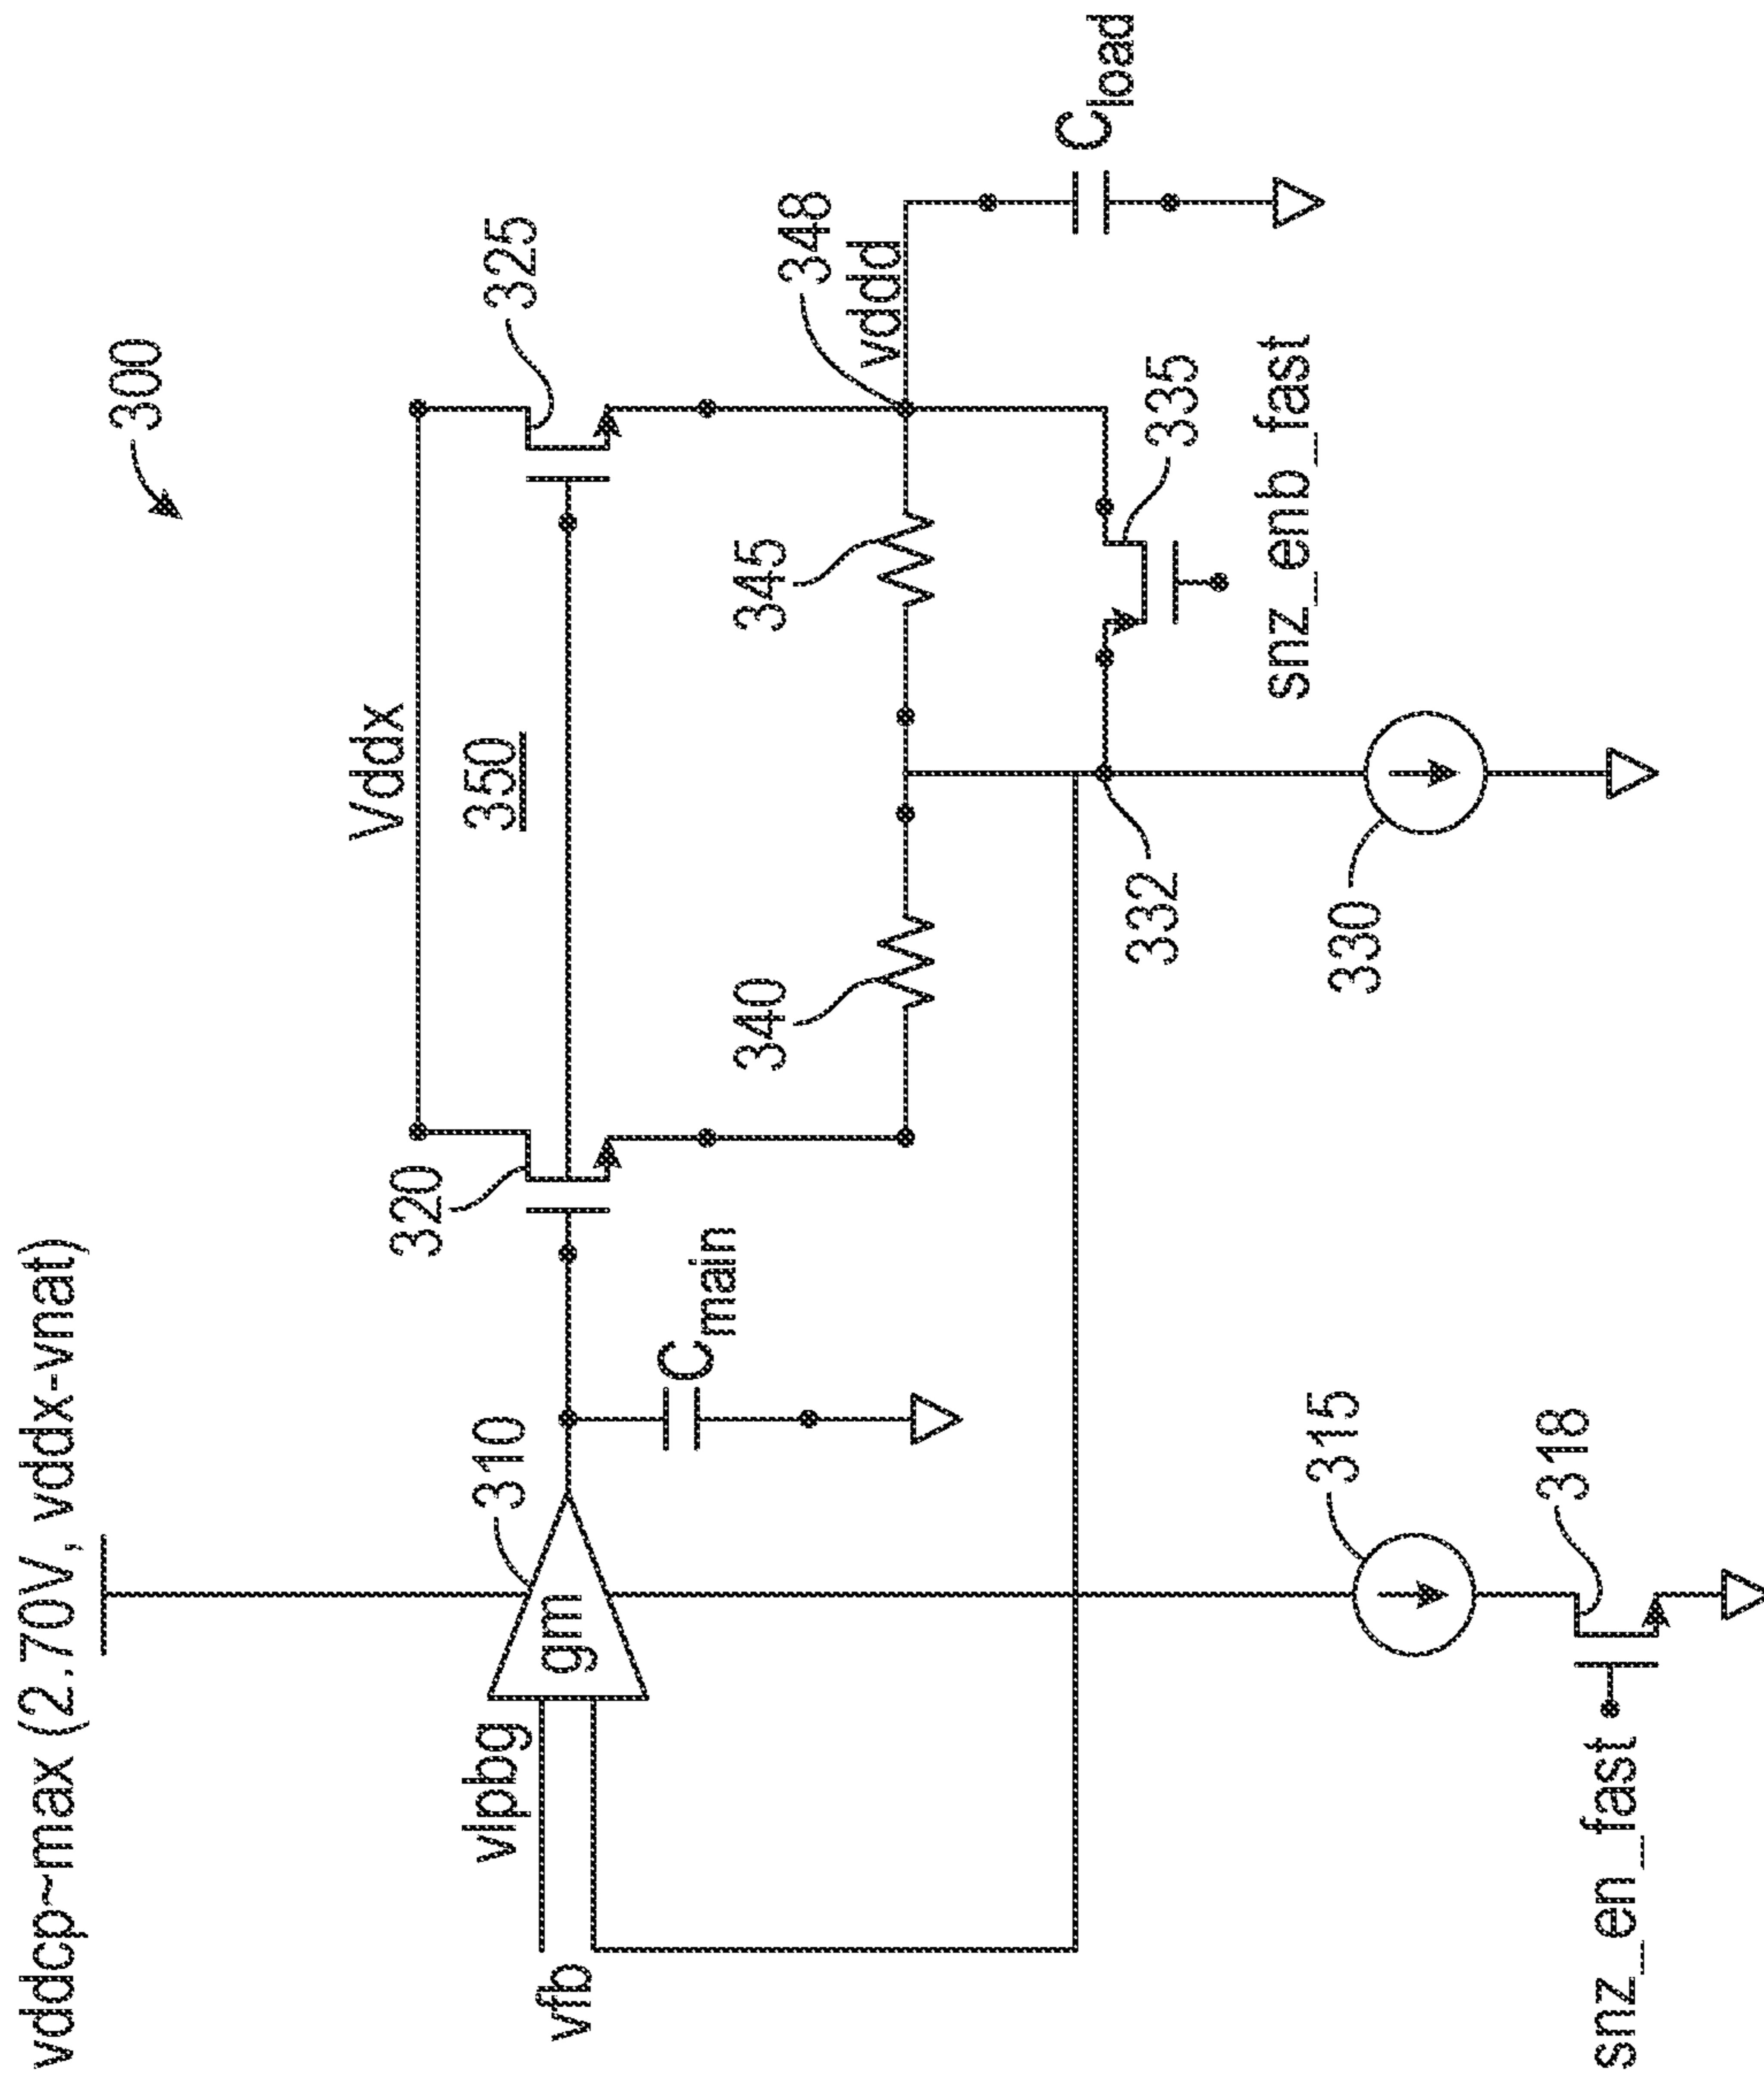 300
vddcp~max (2.70V, vddx-vnat)
Vddx
350
320
325
310
gm
vlpbg
vfb
Cmain
340
345
348
vddd
Cload
332
335
snz_enb_fast
330
315
318
snz_en_fast